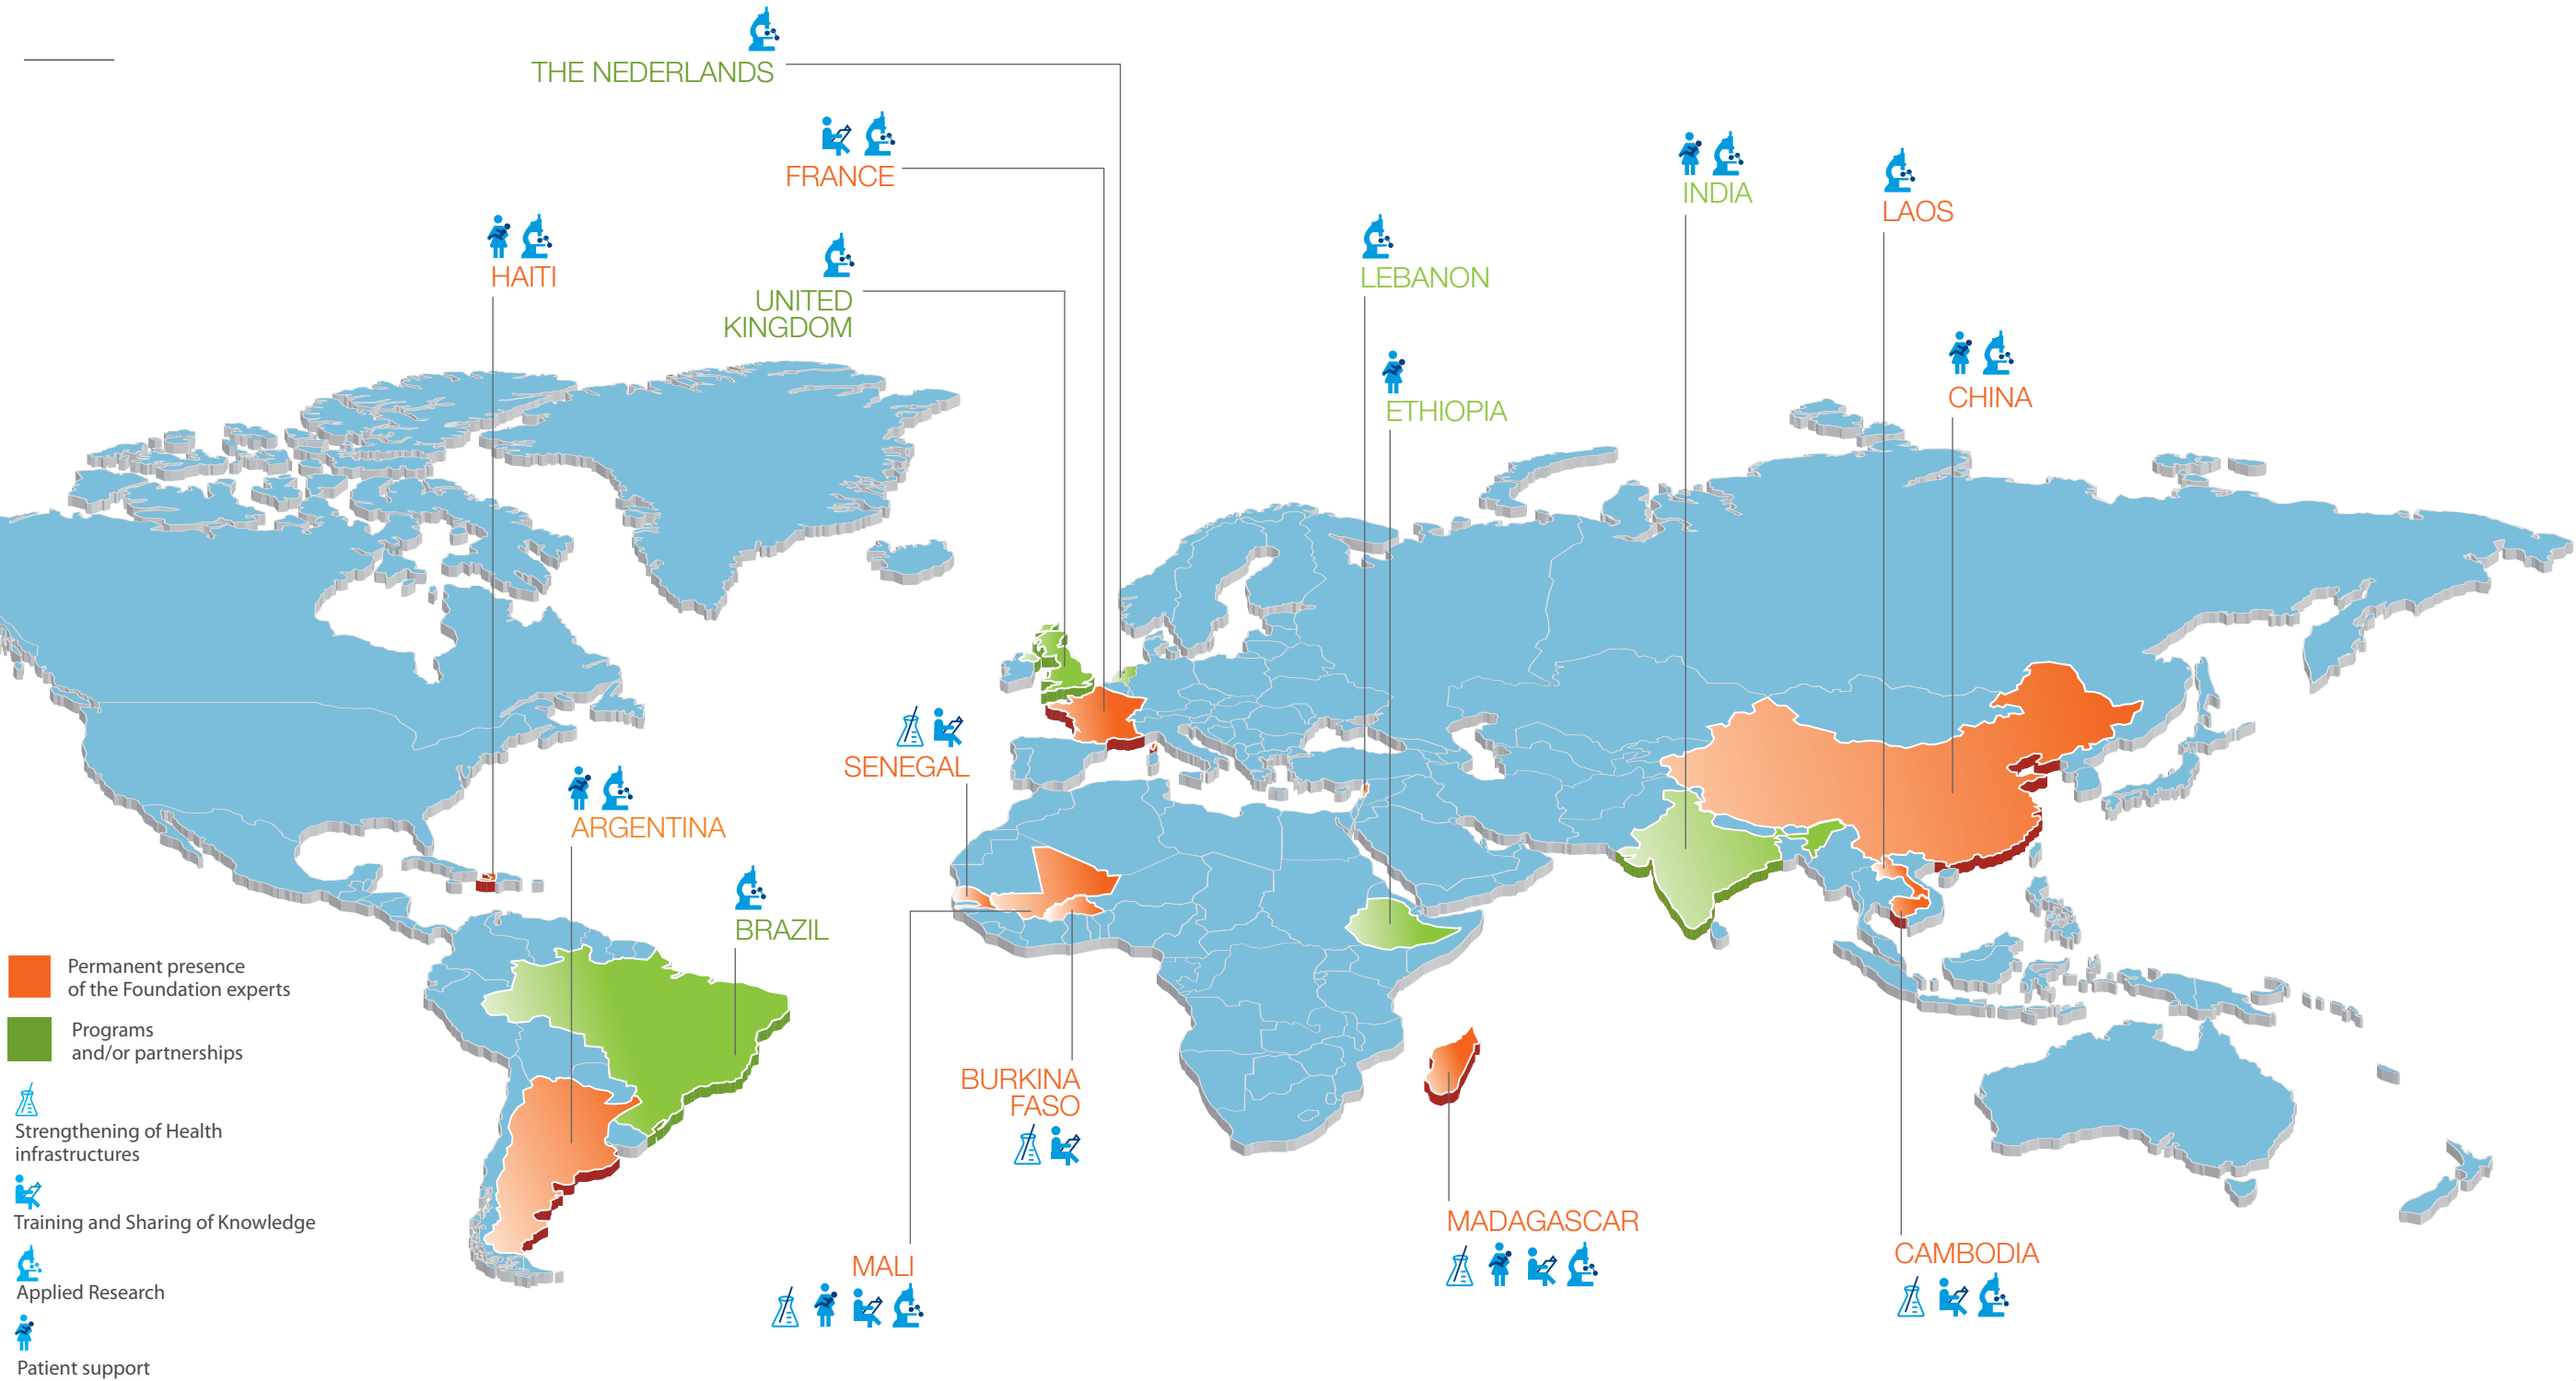 THE NEDERLANDS
FRANCE
INDIA
LAOS
HAITI
LEBANON
UNITED
KINGDOM
CHINA
ETHIOPIA
SENEGAL
ARGENTINA
BRAZIL
Permanent presence
of the Foundation experts
Programs
and/or partnerships
BURKINA
FASO
Strengthening of Health
infrastructures
Training and Sharing of Knowledge
MADAGASCAR
CAMBODIA
MALI
Applied Research
Patient support